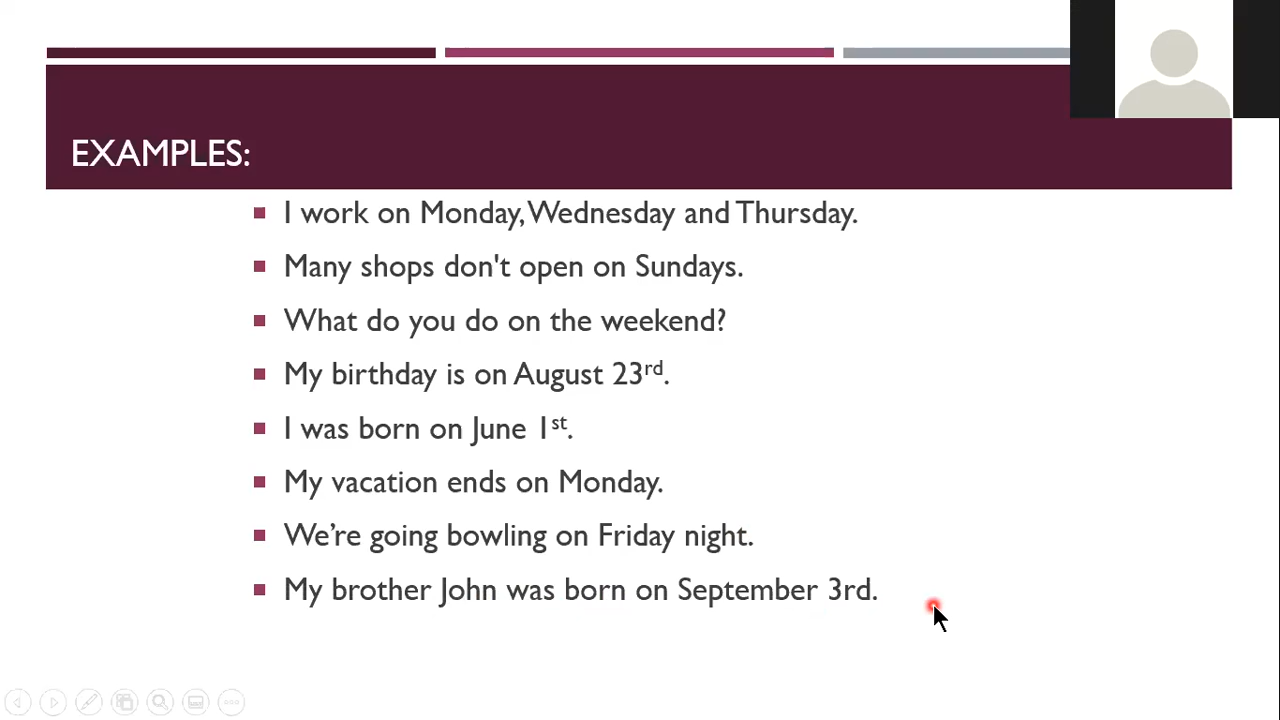 EXAMPLES:
I work on Monday, Wednesday and Thursday.
Many shops don't open on Sundays.
What do you do on the weekend?
My birthday is on August 23rd.
I was born on June 1st.
My vacation ends on Monday.
We’re going bowling on Friday night.
My brother John was born on September 3rd.